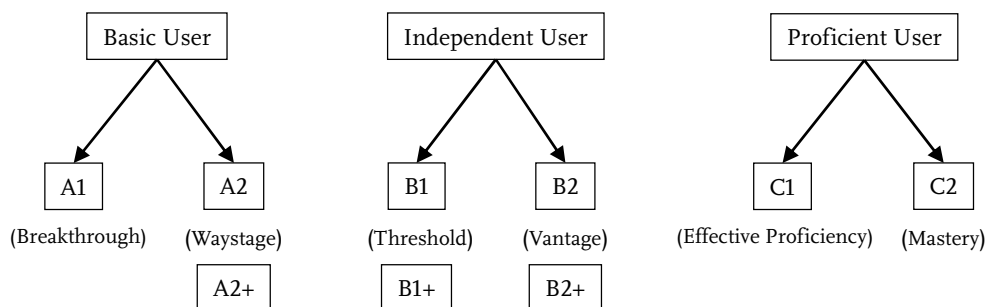 Basic User
Independent User
Proficient User
A1
A2
B1
B2
C1
C2
(Breakthrough)
(Waystage)
(Threshold)
(Vantage)
(Effective Proficiency)
(Mastery)
A2+
B1+
B2+